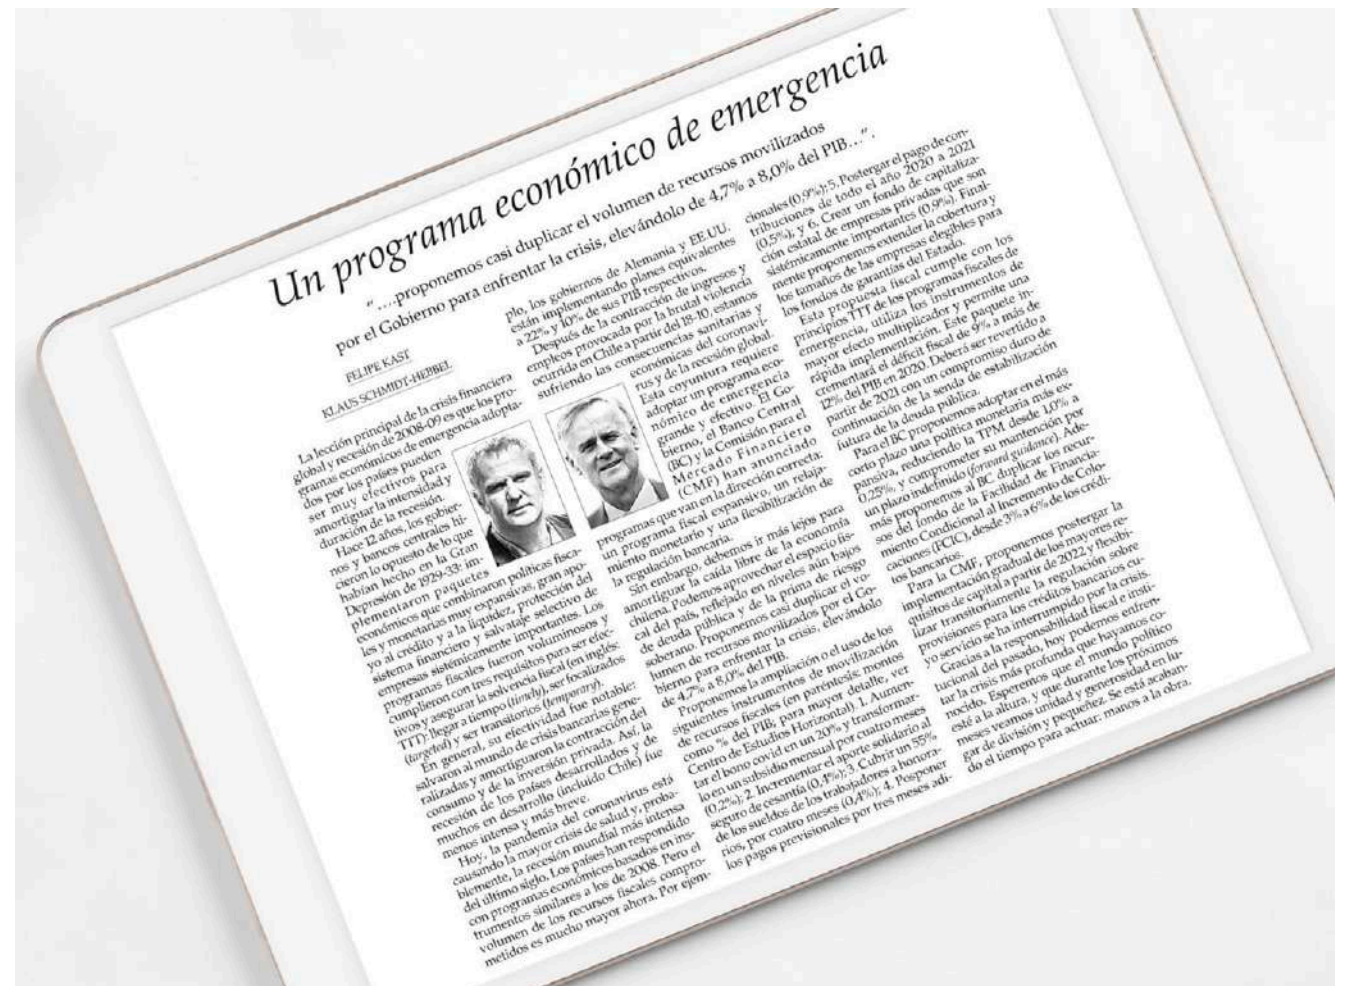 Un programa económico de emergencia
“....proponemos casi duplicar el volumen de recursos movilizados
por el Gobierno para enfrentar la crisis, elevándolo de 4,7% a 8,0% del PIB...”.
FELIPE KAST
KLAUS SCHMIDT-HEBBEL
La lección principal de la crisis financiera
global y recesión de 2008-09 es que los pro-
gramas económicos de emergencia adopta-
dos por los países pueden
ser muy efectivos para
amortiguar la intensidad y
duración de la recesión.
Hace 12 años, los gobier-
nos y bancos centrales hi-
cieron lo opuesto de lo que
habían hecho en la Gran
Depresión de 1929-33: im-
plementaron paquetes
económicos que combinaron políticas fisca-
les y monetarias muy expansivas, gran apo-
yo al crédito y a la liquidez, protección del
sistema financiero y salvataje selectivo de
empresas sistémicamente importantes. Los
programas fiscales fueron voluminosos y
cumplieron con tres requisitos para ser efec-
tivos y asegurar la solvencia fiscal (en inglés:
TTT): llegar a tiempo (timely), ser focalizados
(targeted) y ser transitorios (temporary).
En general, su efectividad fue notable:
salvaron al mundo de crisis bancarias gene-
ralizadas y amortiguaron la contracción del
consumo y de la inversión privada. Así, la
recesión de los países desarrollados y de
muchos en desarrollo (incluido Chile) fue
menos intensa y más breve.
Hoy, la pandemia del coronavirus está
causando la mayor crisis de salud y, proba-
blemente, la recesión mundial más intensa
del último siglo. Los países han respondido
con programas económicos basados en ins-
trumentos similares a los de 2008. Pero el
volumen de los recursos fiscales compro-
metidos es mucho mayor ahora. Por ejem-
plo, los gobiernos de Alemania y EE.UU.
están implementando planes equivalentes
a 22% y 10% de sus PIB respectivos.
Después de la contracción de ingresos y
empleos provocada por la brutal violencia
ocurrida en Chile a partir del 18-10, estamos
sufriendo las consecuencias sanitarias y
económicas del coronavi-
rus y de la recesión global.
Esta coyuntura requiere
adoptar un programa eco-
nómico de emergencia
grande y efectivo. El Go-
bierno, el Banco Central
(BC) y la Comisión para el
Mercado Financiero
(CMF) han anunciado
programas que van en la dirección correcta:
un programa fiscal expansivo, un relaja-
miento monetario y una flexibilización de
la regulación bancaria.
Sin embargo, debemos ir más lejos para
amortiguar la caída libre de la economía
chilena. Podemos aprovechar el espacio fis-
cal del país, reflejado en niveles aún bajos
de deuda pública y de la prima de riesgo
soberano. Proponemos casi duplicar el vo-
lumen de recursos movilizados por el Go-
bierno para enfrentar la crisis, elevándolo
de 4,7% a 8,0% del PIB.
Proponemos la ampliación o el uso de los
siguientes instrumentos de movilización
de recursos fiscales (en paréntesis: montos
como % del PIB; para mayor detalle, ver
Centro de Estudios Horizontal). 1. Aumen-
tar el bono covid en un 20% y transformar-
lo en un subsidio mensual por cuatro meses
(0,2%); 2. Incrementar el aporte solidario al
seguro de cesantía (0,4%); 3. Cubrir un 55%
de los sueldos de los trabajadores a honora-
rios, por cuatro meses (0,4%); 4. Posponer
los pagos previsionales por tres meses adi-
cionales (0,9%); 5. Postergar el pago de con-
tribuciones de todo el año 2020 a 2021
(0,5%); y 6. Crear un fondo de capitaliza-
ción estatal de empresas privadas que son
sistémicamente importantes (0,9%). Final-
mente proponemos extender la cobertura y
los tamaños de las empresas elegibles para
los fondos de garantías del Estado.
Esta propuesta fiscal cumple con los
principios TTT de los programas fiscales de
emergencia, utiliza los instrumentos de
mayor efecto multiplicador y permite una
rápida implementación. Este paquete in-
crementará el déficit fiscal de 9% a más de
12% del PIB en 2020. Deberá ser revertido a
partir de 2021 con un compromiso duro de
continuación de la senda de estabilización
futura de la deuda pública.
Para el BC proponemos adoptar en el más
corto plazo una política monetaria más ex-
pansiva, reduciendo la TPM desde 1,0% a
0,25%, y comprometer su mantención por
un plazo indefinido (forward guidance). Ade-
más proponemos al BC duplicar los recur-
sos del fondo de la Facilidad de Financia-
miento Condicional al Incremento de Colo-
caciones (FCIC), desde 3% a 6% de los crédi-
tos bancarios.
Para la CMF, proponemos postergar la
implementación gradual de los mayores re-
quisitos de capital a partir de 2022 y flexibi-
lizar transitoriamente la regulación sobre
provisiones para los créditos bancarios cu-
yo servicio se ha interrumpido por la crisis.
Gracias a la responsabilidad fiscal e insti-
tucional del pasado, hoy podemos enfren-
tar la crisis más profunda que hayamos co-
nocido. Esperemos que el mundo político
esté a la altura, y que durante los próximos
meses veamos unidad y generosidad en lu-
gar de división y pequeñez. Se está acaban-
do el tiempo para actuar: manos a la obra.